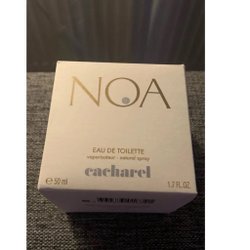 NOA
EAU DE TOILETTE
vaporisateur - natural spray
cacharel
e 50 ml
1.7 FL.OZ.